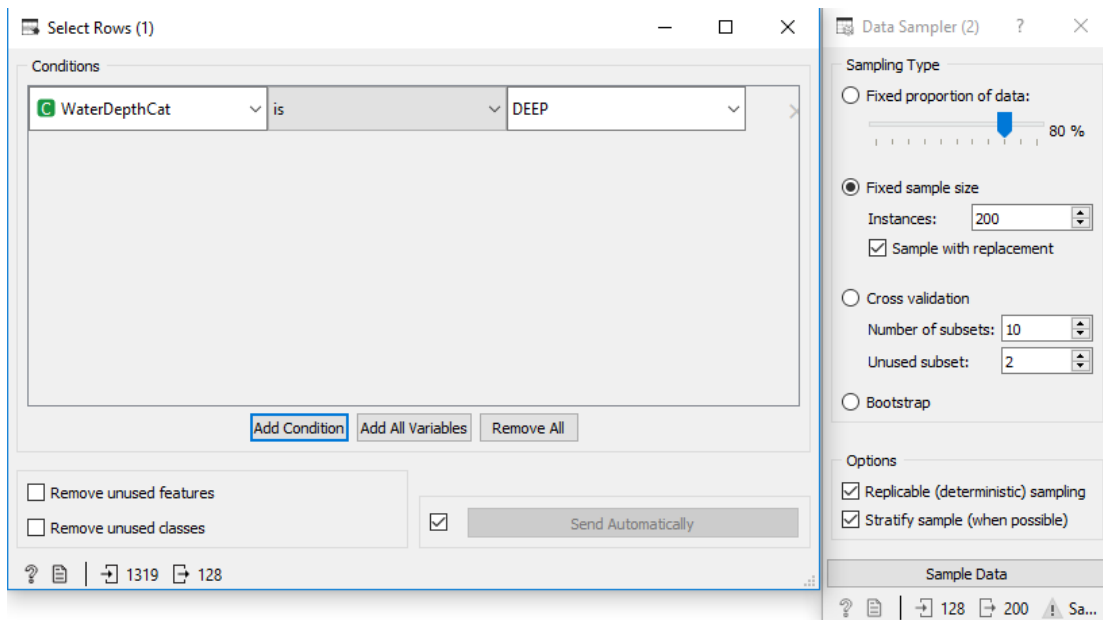 Select Rows (1)
Conditions
C WaterDepthCat is DEEP
Add Condition Add All Variables Remove All
Remove unused features
Remove unused classes
Send Automatically
? 1319 128
Data Sampler (2) ?
Sampling Type
Fixed proportion of data:
80 %
Fixed sample size
Instances: 200
Sample with replacement
Cross validation
Number of subsets: 10
Unused subset: 2
Bootstrap
Options
Replicable (deterministic) sampling
Stratify sample (when possible)
Sample Data
? 128 200 Sa...